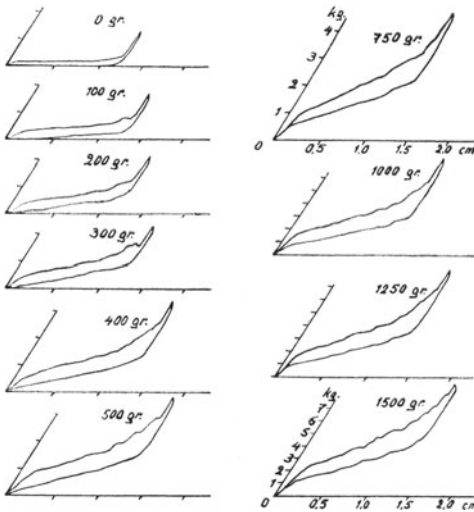 0 gr.
100 gr.
200 gr.
300 gr.
400 gr.
500 gr.
kg.
4
3
2
1
750 gr.
0 0,5 1,0 1,5 2,0 cm
1000 gr.
1250 gr.
kg.
7
6
5
4
3
2
1
1500 gr.
0 0,5 1,0 1,5 2,0 cm